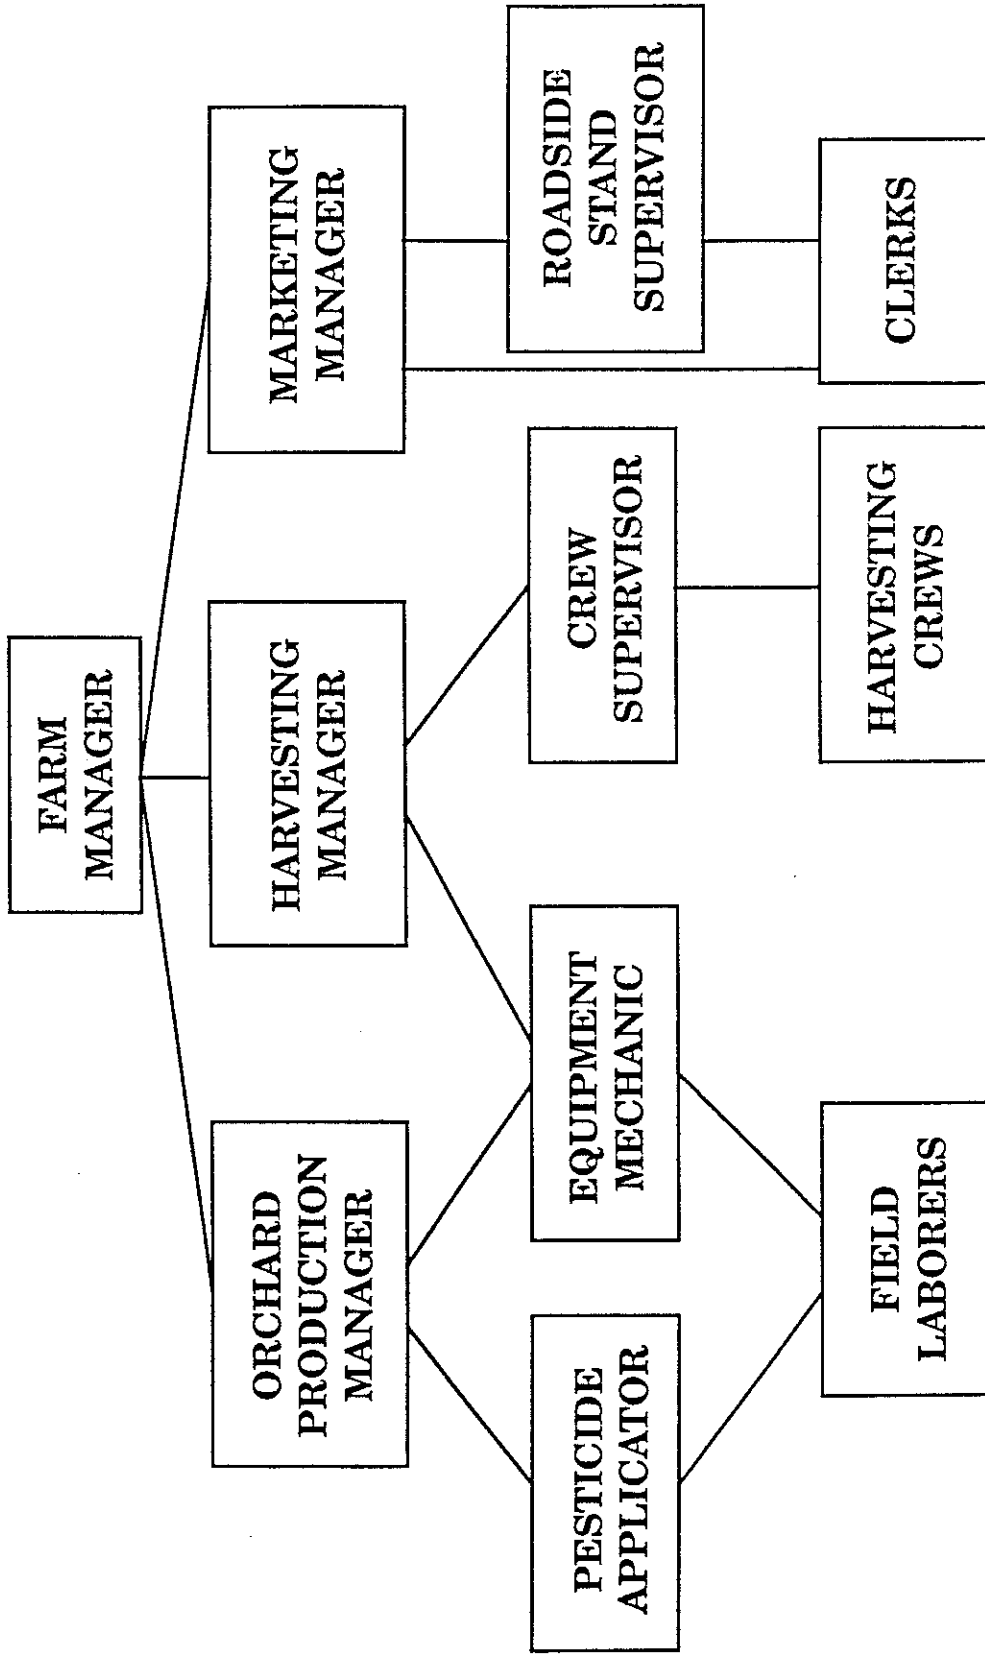 FARM
MANAGER
ORCHARD
PRODUCTION
MANAGER
HARVESTING
MANAGER
MARKETING
MANAGER
PESTICIDE
APPLICATOR
EQUIPMENT
MECHANIC
CREW
SUPERVISOR
ROADSIDE
STAND
SUPERVISOR
FIELD
LABORERS
HARVESTING
CREWS
CLERKS